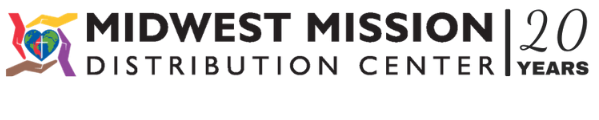 MIDWEST MISSION
DISTRIBUTION CENTER
20
YEARS